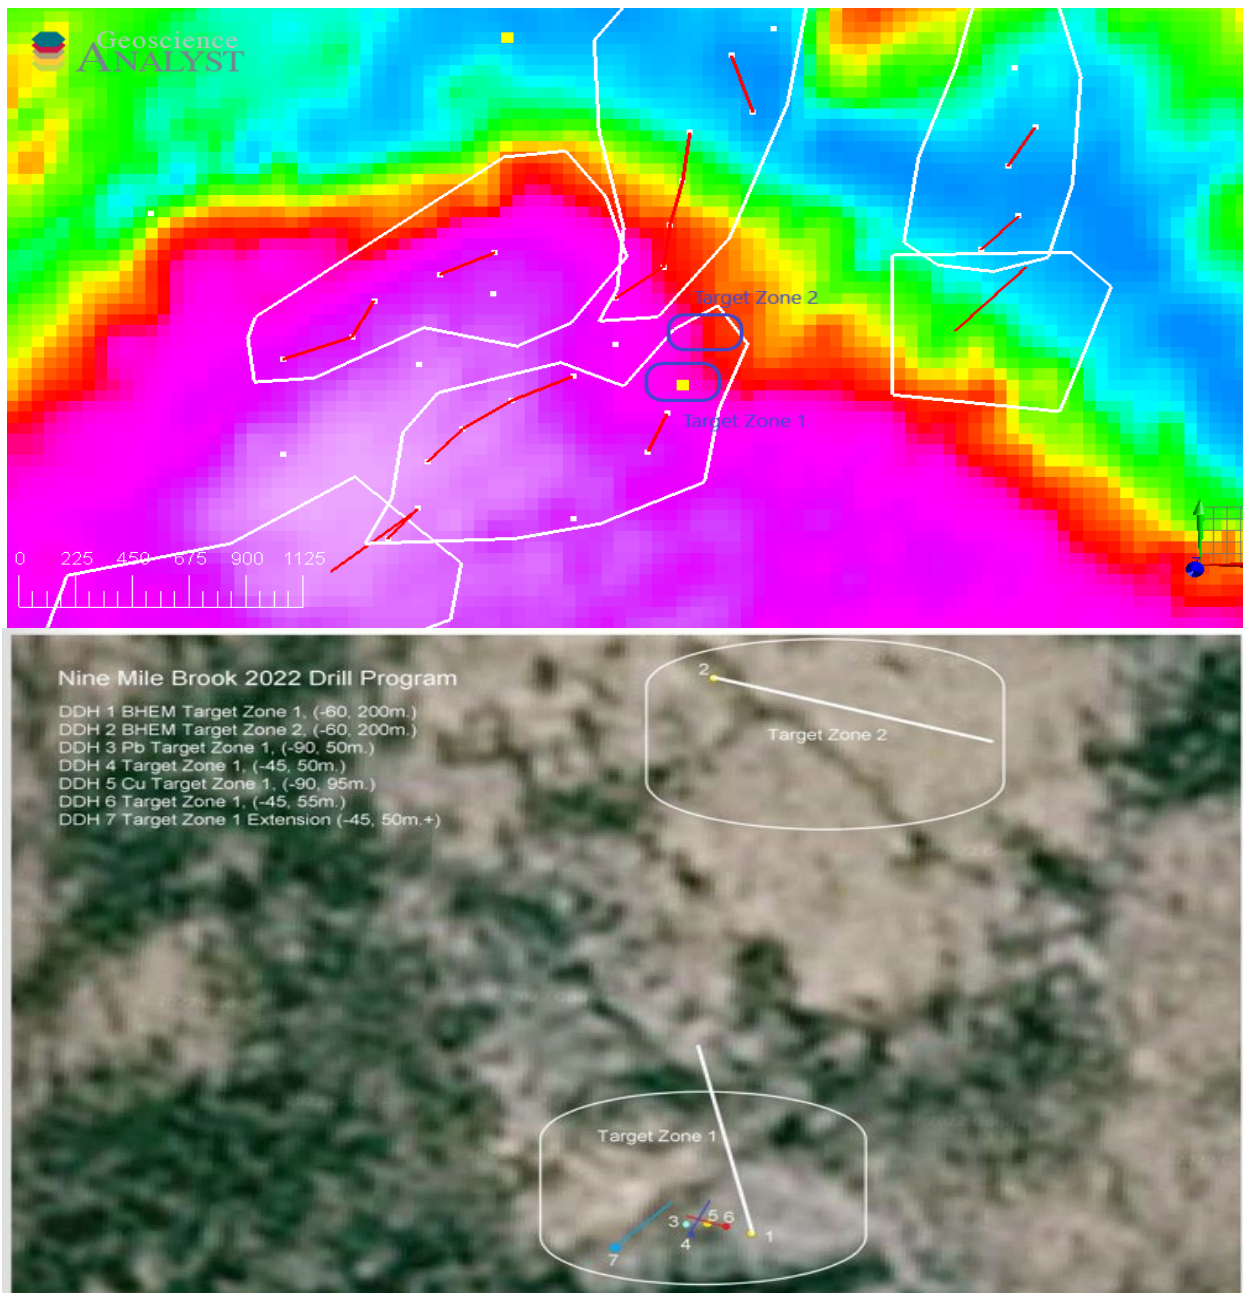 Geoscience
ANALYST
Target Zone 2
Target Zone 1
0 225 450 675 900 1125
Nine Mile Brook 2022 Drill Program
DDH 1 BHEM Target Zone 1, (-60, 200m.)
DDH 2 BHEM Target Zone 2, (-60, 200m.)
DDH 3 Pb Target Zone 1, (-90, 50m.)
DDH 4 Target Zone 1, (-45, 50m.)
DDH 5 Cu Target Zone 1, (-90, 95m.)
DDH 6 Target Zone 1, (-45, 55m.)
DDH 7 Target Zone 1 Extension (-45, 50m.+)
2
Target Zone 2
Target Zone 1
3
5
6
4
1
7